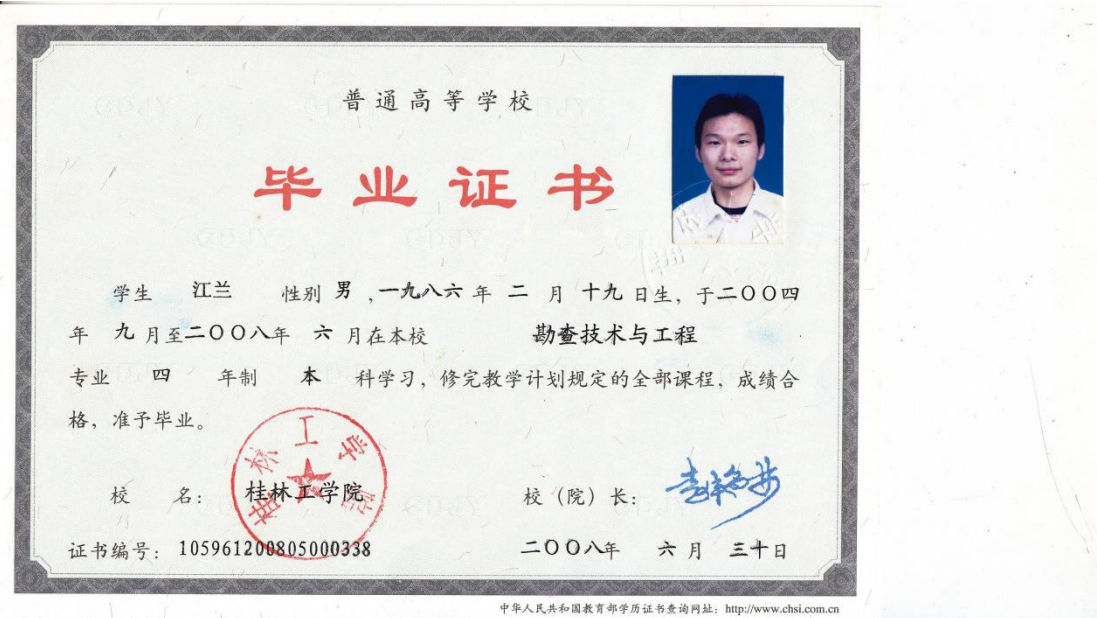 普通高等学校
毕业证书
学生 江兰 性别 男 ,一九八六 年 二 月 十九 日生，于二〇〇四
年 九 月至二〇〇八年 六 月在本校 勘查技术与工程
专业 四 年制 本 科学习，修完教学计划规定的全部课程，成绩合
格，准予毕业。
桂林工学院
校 名： 桂林工学院 校（院）长：
证书编号： 105961200805000338 二〇〇八年 六 月 三十日
中华人民共和国教育部学历证书查询网址：http://www.chsi.com.cn